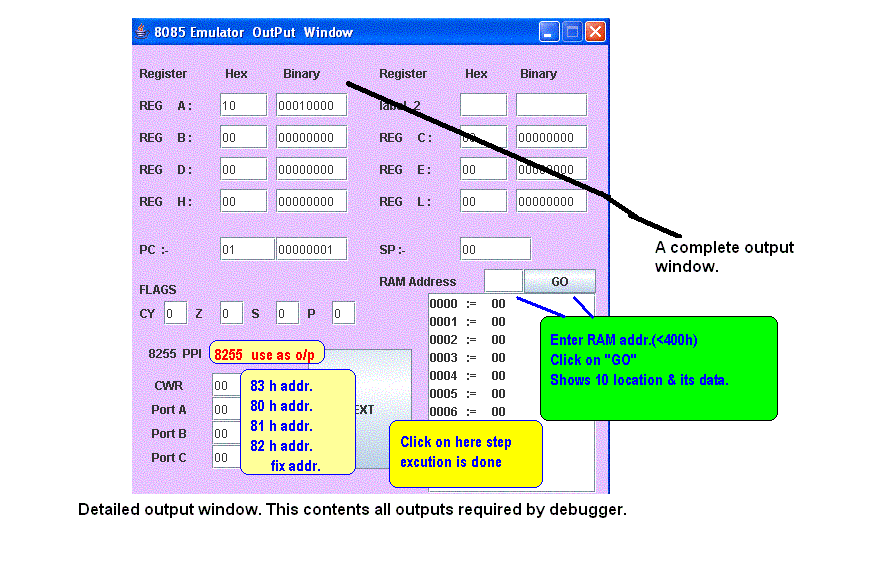 8085 Emulator OutPut Window
Register Hex Binary Register Hex Binary
REG A : 10 00010000 label 2
REG B : 00 00000000 REG C : 00 00000000
REG D : 00 00000000 REG E : 00 00000000
REG H : 00 00000000 REG L : 00 00000000
PC :- 01 00000001 SP :- 00
A complete output
window.
RAM Address GO
FLAGS
CY 0 Z 0 S 0 P 0
0000 := 00
0001 := 00
0002 := 00
0003 := 00
0004 := 00
0005 := 00
0006 := 00
Enter RAM addr.(<400h)
Click on "GO"
Shows 10 location & its data.
8255 PPI 8255 use as o/p
CWR 00 83 h addr.
Port A 00 80 h addr.
Port B 00 81 h addr.
Port C 00 82 h addr.
fix addr.
EXT
Click on here step
excution is done
Detailed output window. This contents all outputs required by debugger.